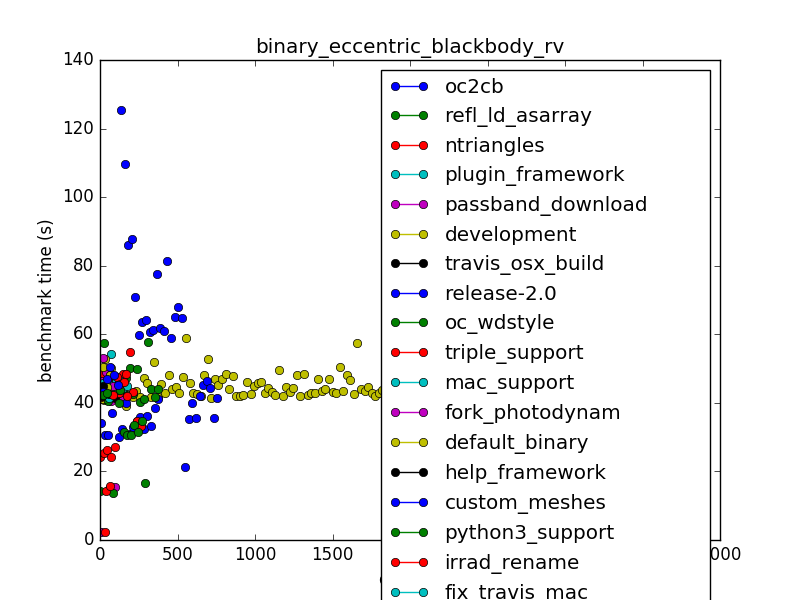 binary_eccentric_blackbody_rv
140
120
100
80
60
40
20
0
benchmark time (s)
0
500
1000
1500
000
oc2cb
refl_ld_asarray
ntriangles
plugin_framework
passband_download
development
travis_osx_build
release-2.0
oc_wdstyle
triple_support
mac_support
fork_photodynam
default_binary
help_framework
custom_meshes
python3_support
irrad_rename
fix_travis_mac